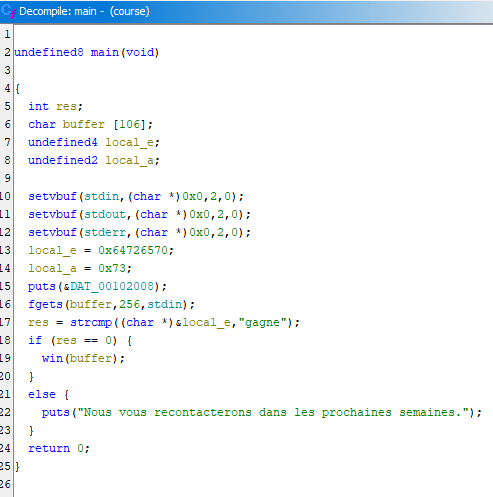 Decompile: main - (course)
1
2 undefined8 main(void)
3
4 {
5 int res;
6 char buffer [106];
7 undefined4 local_e;
8 undefined2 local_a;
9
10 setvbuf(stdin,(char *)0x0,2,0);
11 setvbuf(stdout,(char *)0x0,2,0);
12 setvbuf(stderr,(char *)0x0,2,0);
13 local_e = 0x64726570;
14 local_a = 0x73;
15 puts(&DAT_00102008);
16 fgets(buffer,256,stdin);
17 res = strcmp((char *)&local_e,"gagne");
18 if (res == 0) {
19 win(buffer);
20 }
21 else {
22 puts("Nous vous recontacterons dans les prochaines semaines.");
23 }
24 return 0;
25 }
26